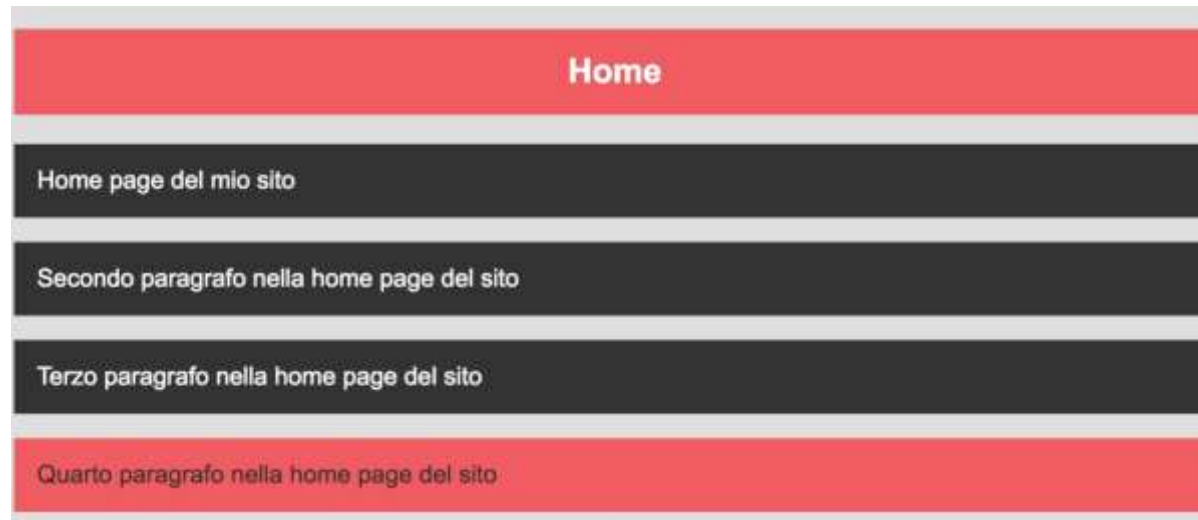 Home
Home page del mio sito
Secondo paragrafo nella home page del sito
Terzo paragrafo nella home page del sito
Quarto paragrafo nella home page del sito